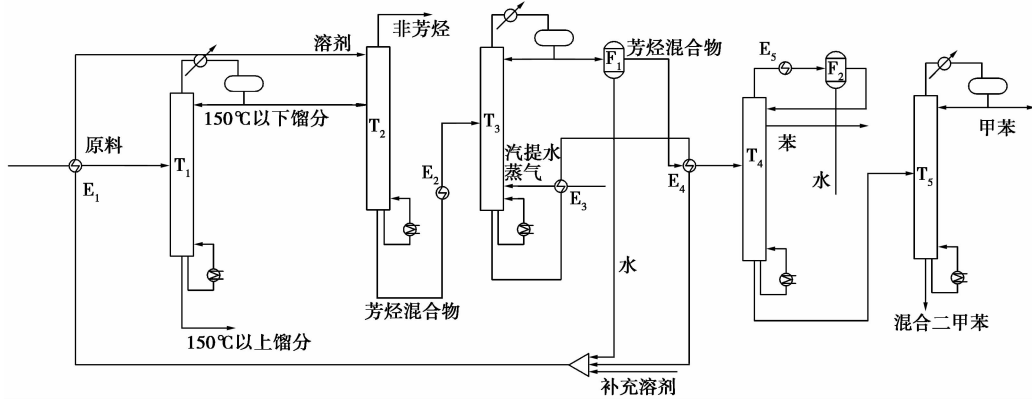 非芳烃
溶剂
芳烃混合物
F₁
E₅
F₂
150℃以下馏分
T₂
T₃
原料
T₁
汽提水
蒸气
E₂
E₁
E₃
E₄
T₄
苯
水
T₅
甲苯
水
芳烃混合物
150℃以上馏分
混合二甲苯
补充溶剂